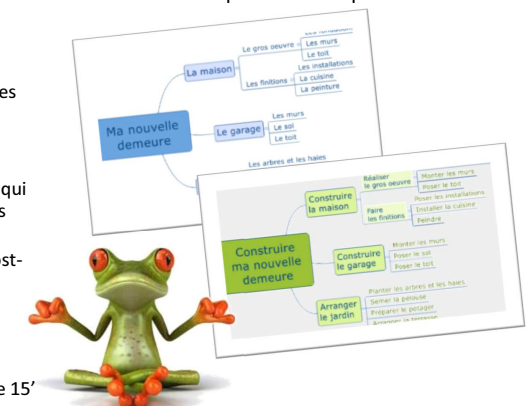 es
qui
s
ost-
e 15’
Ma nouvelle
demeure
La maison
Le gros oeuvre
Les murs
Le toit
Les finitions
Les installations
La cuisine
La peinture
Le garage
Les murs
Le sol
Le toit
Les arbres et les haies
Construire
ma nouvelle
demeure
Construire
la maison
Réaliser
le gros oeuvre
Monter les murs
Poser le toit
Faire
les finitions
Poser les installations
Installer la cuisine
Peindre
Construire
le garage
Monter les murs
Poser le sol
Poser le toit
Arranger
le jardin
Planter les arbres et les haies
Semer la pelouse
Préparer le potager
Arranger la terrasse